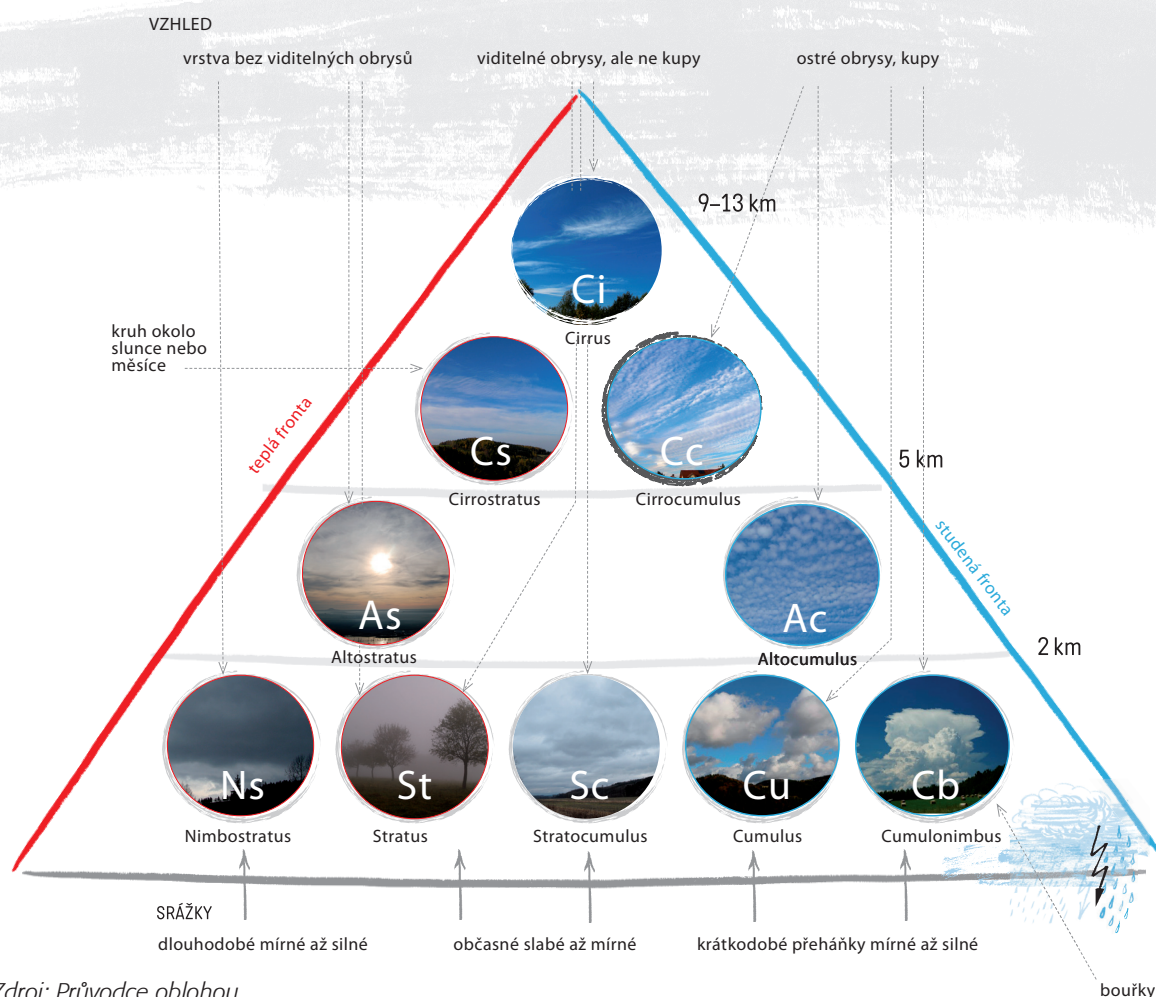 VZHLED
vrstva bez viditelných obrysů
viditelné obrysy, ale ne kupy
ostré obrysy, kupy
9–13 km
Ci
Cirrus
kruh okolo
slunce nebo
měsíce
Cs
Cc
teplá fronta
5 km
Cirrostratus
Cirrocumulus
studená fronta
As
Ac
2 km
Altostratus
Altocumulus
Ns
St
Sc
Cu
Cb
Nimbostratus
Stratus
Stratocumulus
Cumulus
Cumulonimbus
SRÁŽKY
dlouhodobé mírné až silné
občasné slabé až mírné
krátkodobé přeháňky mírné až silné
Zdroj: Průvodce oblohou
bouřky